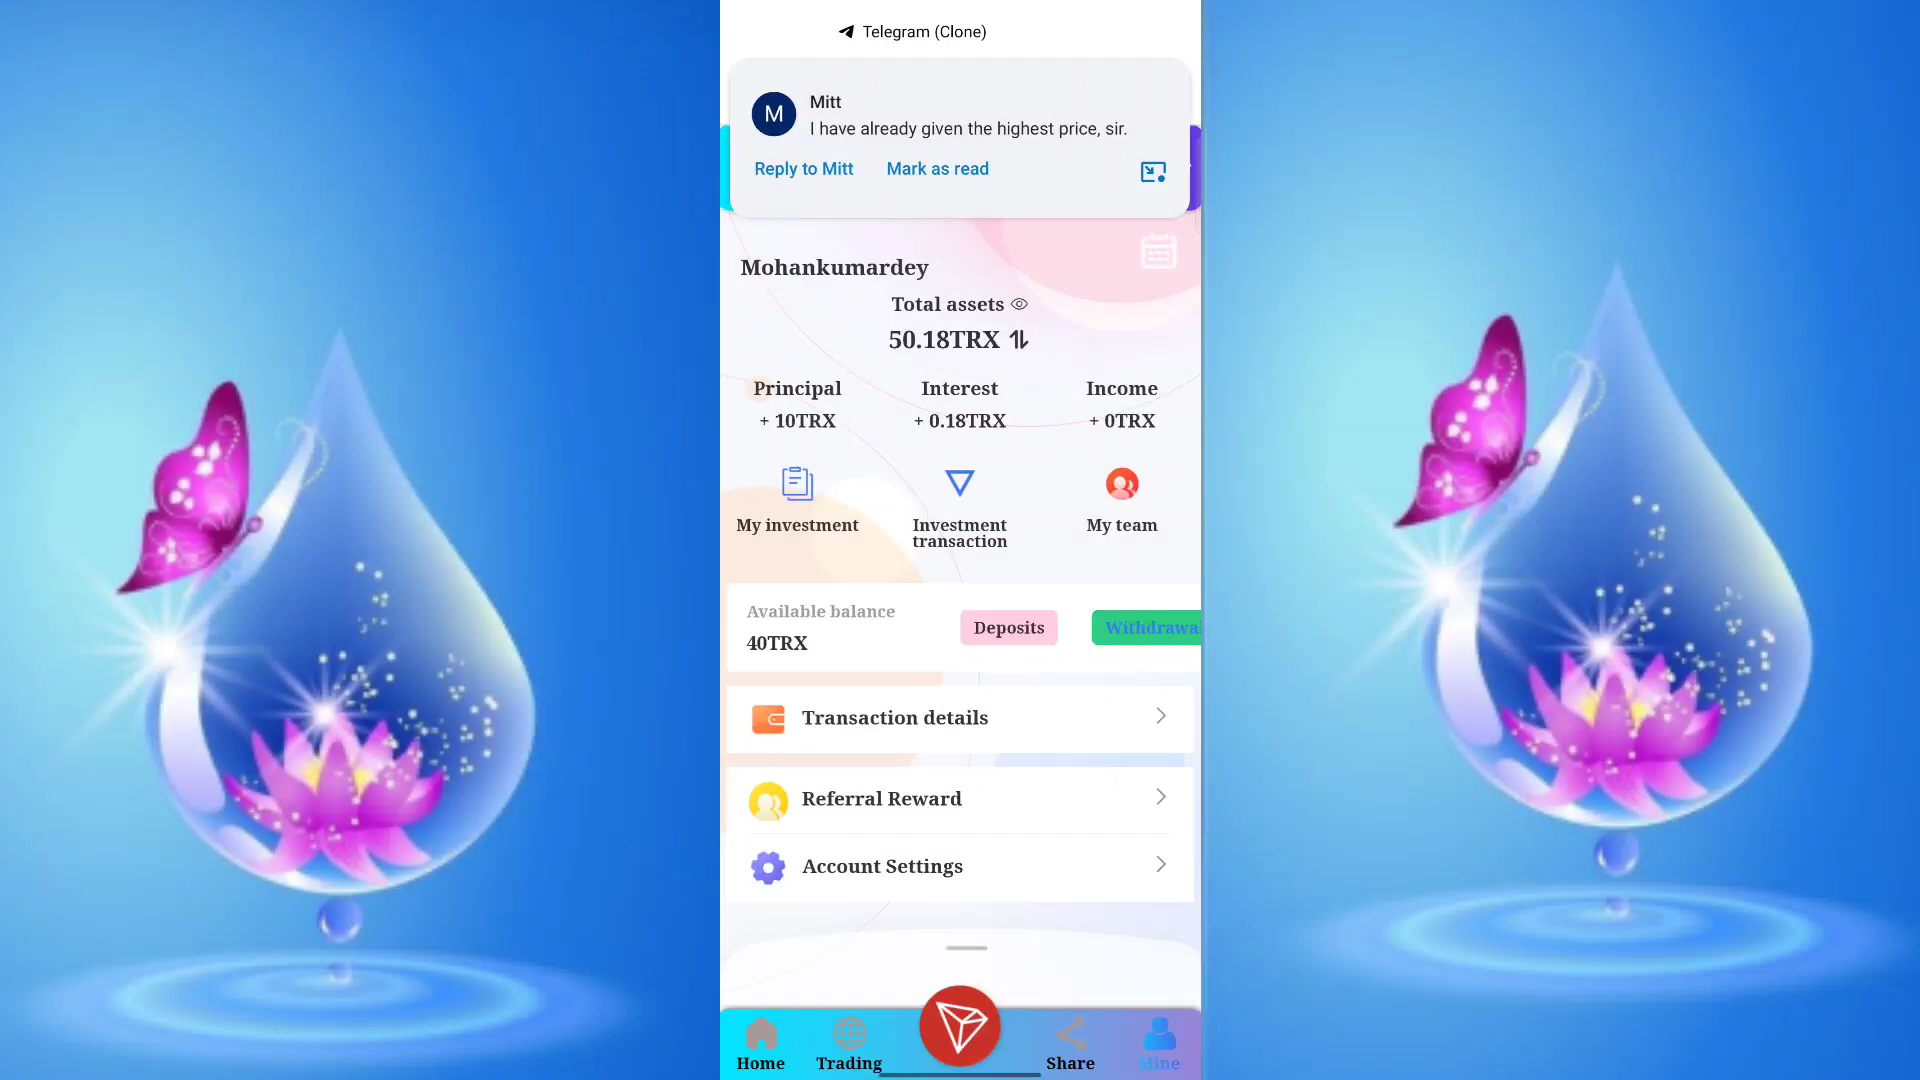 Telegram (Clone)
M
Mitt
I have already given the highest price, sir.
Reply to Mitt Mark as read
Mohankumardey
Total assets
50.18TRX
Principal Interest Income
+ 10TRX + 0.18TRX + 0TRX
My investment Investment My team
transaction
Available balance
40TRX
Deposits Withdrawal
Transaction details
Referral Reward
Account Settings
Home Trading Share Mine